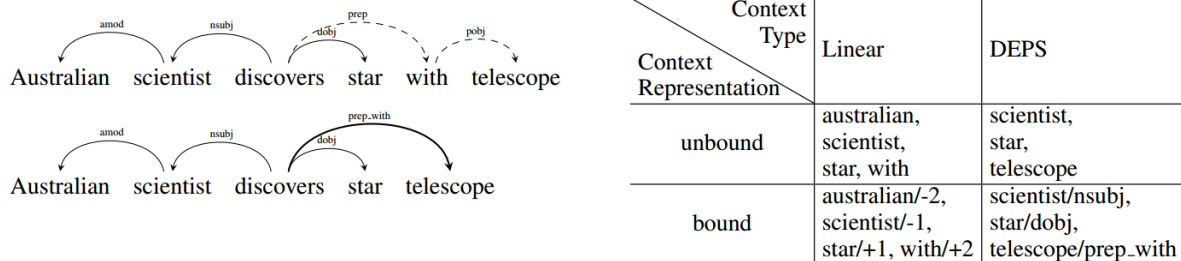 prep
amod nsubj dobj pobj
Australian scientist discovers star with telescope
prep_with
amod nsubj dobj
Australian scientist discovers star telescope
Context
Type
Context
Representation
Linear
DEPS
unbound
australian,
scientist,
star, with
scientist,
star,
telescope
bound
australian/-2,
scientist/-1,
star/+1, with/+2
scientist/nsubj,
star/dobj,
telescope/prep_with